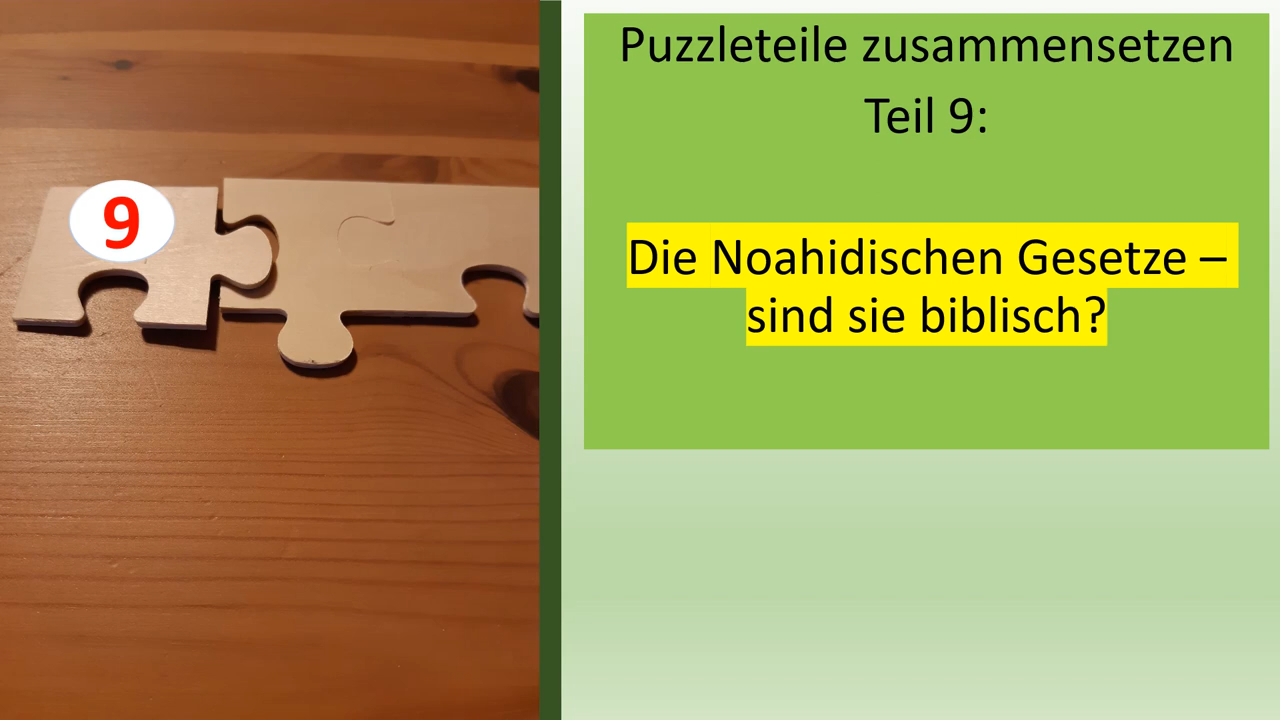 9
Puzzleteile zusammensetzen
Teil 9:
Die Noahidischen Gesetze –
sind sie biblisch?